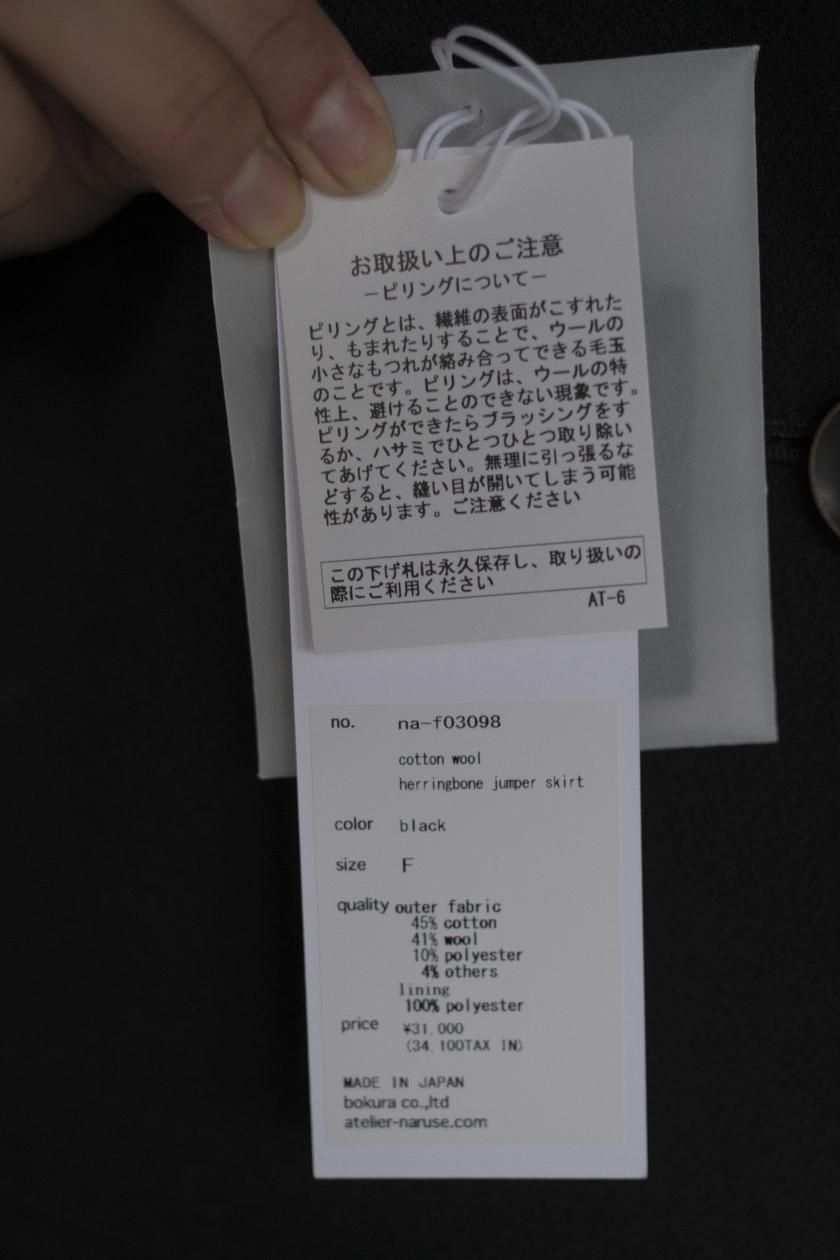 お取扱い上のご注意
－ピリングについて－
ピリングとは、繊維の表面がこすれた
り、もまれたりすることで、ウールの
小さなもつれが絡み合ってできる毛玉
のことです。ピリングは、ウールの特
性上、避けることのできない現象です。
ピリングができたらブラッシングをす
るか、ハサミでひとつひとつ取り除い
てあげてください。無理に引っ張るな
どすると、縫い目が開いてしまう可能
性があります。ご注意ください
この下げ札は永久保存し、取り扱いの
際にご利用ください
AT-6
no. na-f03098
cotton wool
herringbone jumper skirt
color black
size F
quality outer fabric
45% cotton
41% wool
10% polyester
4% others
lining
100% polyester
price ¥31,000
(34,100TAX IN)
MADE IN JAPAN
bokura co.,ltd
atelier-naruse.com